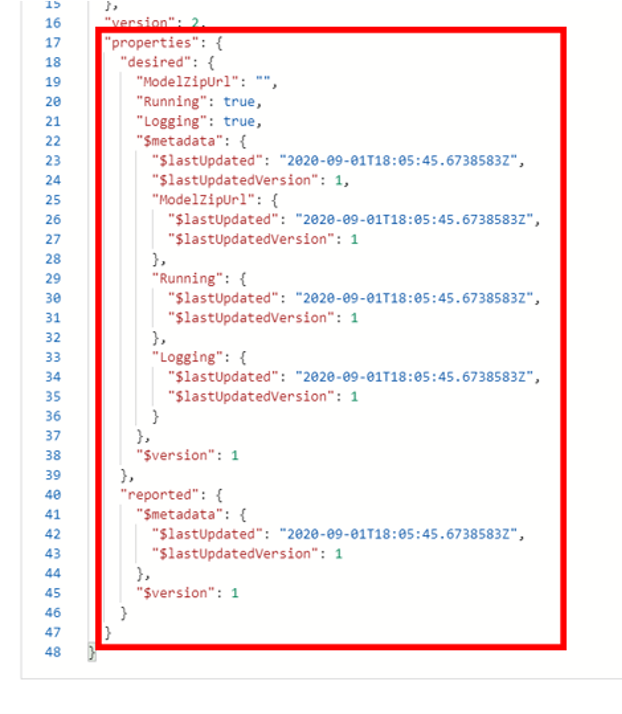 15 },
16 "version": 2,
17 "properties": {
18 "desired": {
19 "ModelZipUrl": "",
20 "Running": true,
21 "Logging": true,
22 "$metadata": {
23 "$lastUpdated": "2020-09-01T18:05:45.6738583Z",
24 "$lastUpdatedVersion": 1,
25 "ModelZipUrl": {
26 "$lastUpdated": "2020-09-01T18:05:45.6738583Z",
27 "$lastUpdatedVersion": 1
28 },
29 "Running": {
30 "$lastUpdated": "2020-09-01T18:05:45.6738583Z",
31 "$lastUpdatedVersion": 1
32 },
33 "Logging": {
34 "$lastUpdated": "2020-09-01T18:05:45.6738583Z",
35 "$lastUpdatedVersion": 1
36 }
37 },
38 "$version": 1
39 },
40 "reported": {
41 "$metadata": {
42 "$lastUpdated": "2020-09-01T18:05:45.6738583Z",
43 "$lastUpdatedVersion": 1
44 },
45 "$version": 1
46 }
47 }
48 }